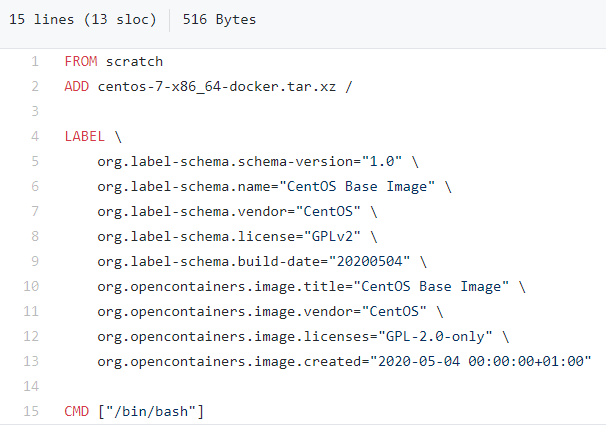 15 lines (13 sloc) 516 Bytes
1 FROM scratch
2 ADD centos-7-x86_64-docker.tar.xz /
3
4 LABEL \
5     org.label-schema.schema-version="1.0" \
6     org.label-schema.name="CentOS Base Image" \
7     org.label-schema.vendor="CentOS" \
8     org.label-schema.license="GPLv2" \
9     org.label-schema.build-date="20200504" \
10     org.opencontainers.image.title="CentOS Base Image" \
11     org.opencontainers.image.vendor="CentOS" \
12     org.opencontainers.image.licenses="GPL-2.0-only" \
13     org.opencontainers.image.created="2020-05-04 00:00:00+01:00"
14
15 CMD ["/bin/bash"]